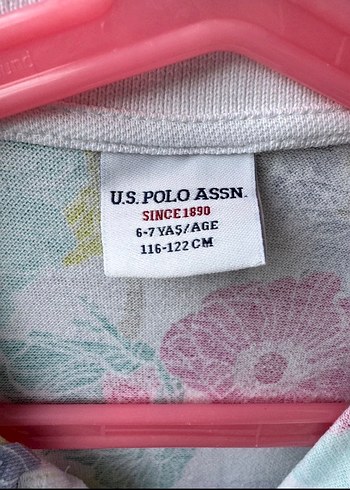 U.S. POLO ASSN.
SINCE 1890
6-7 YAŞ/AGE
116-122 CM